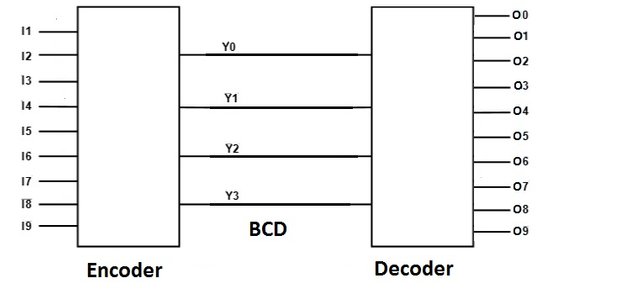 I1
I2
I3
I4
I5
I6
I7
I8
I9
Y0
Y1
Y2
Y3
BCD
O0
O1
O2
O3
O4
O5
O6
O7
O8
O9
Encoder
Decoder